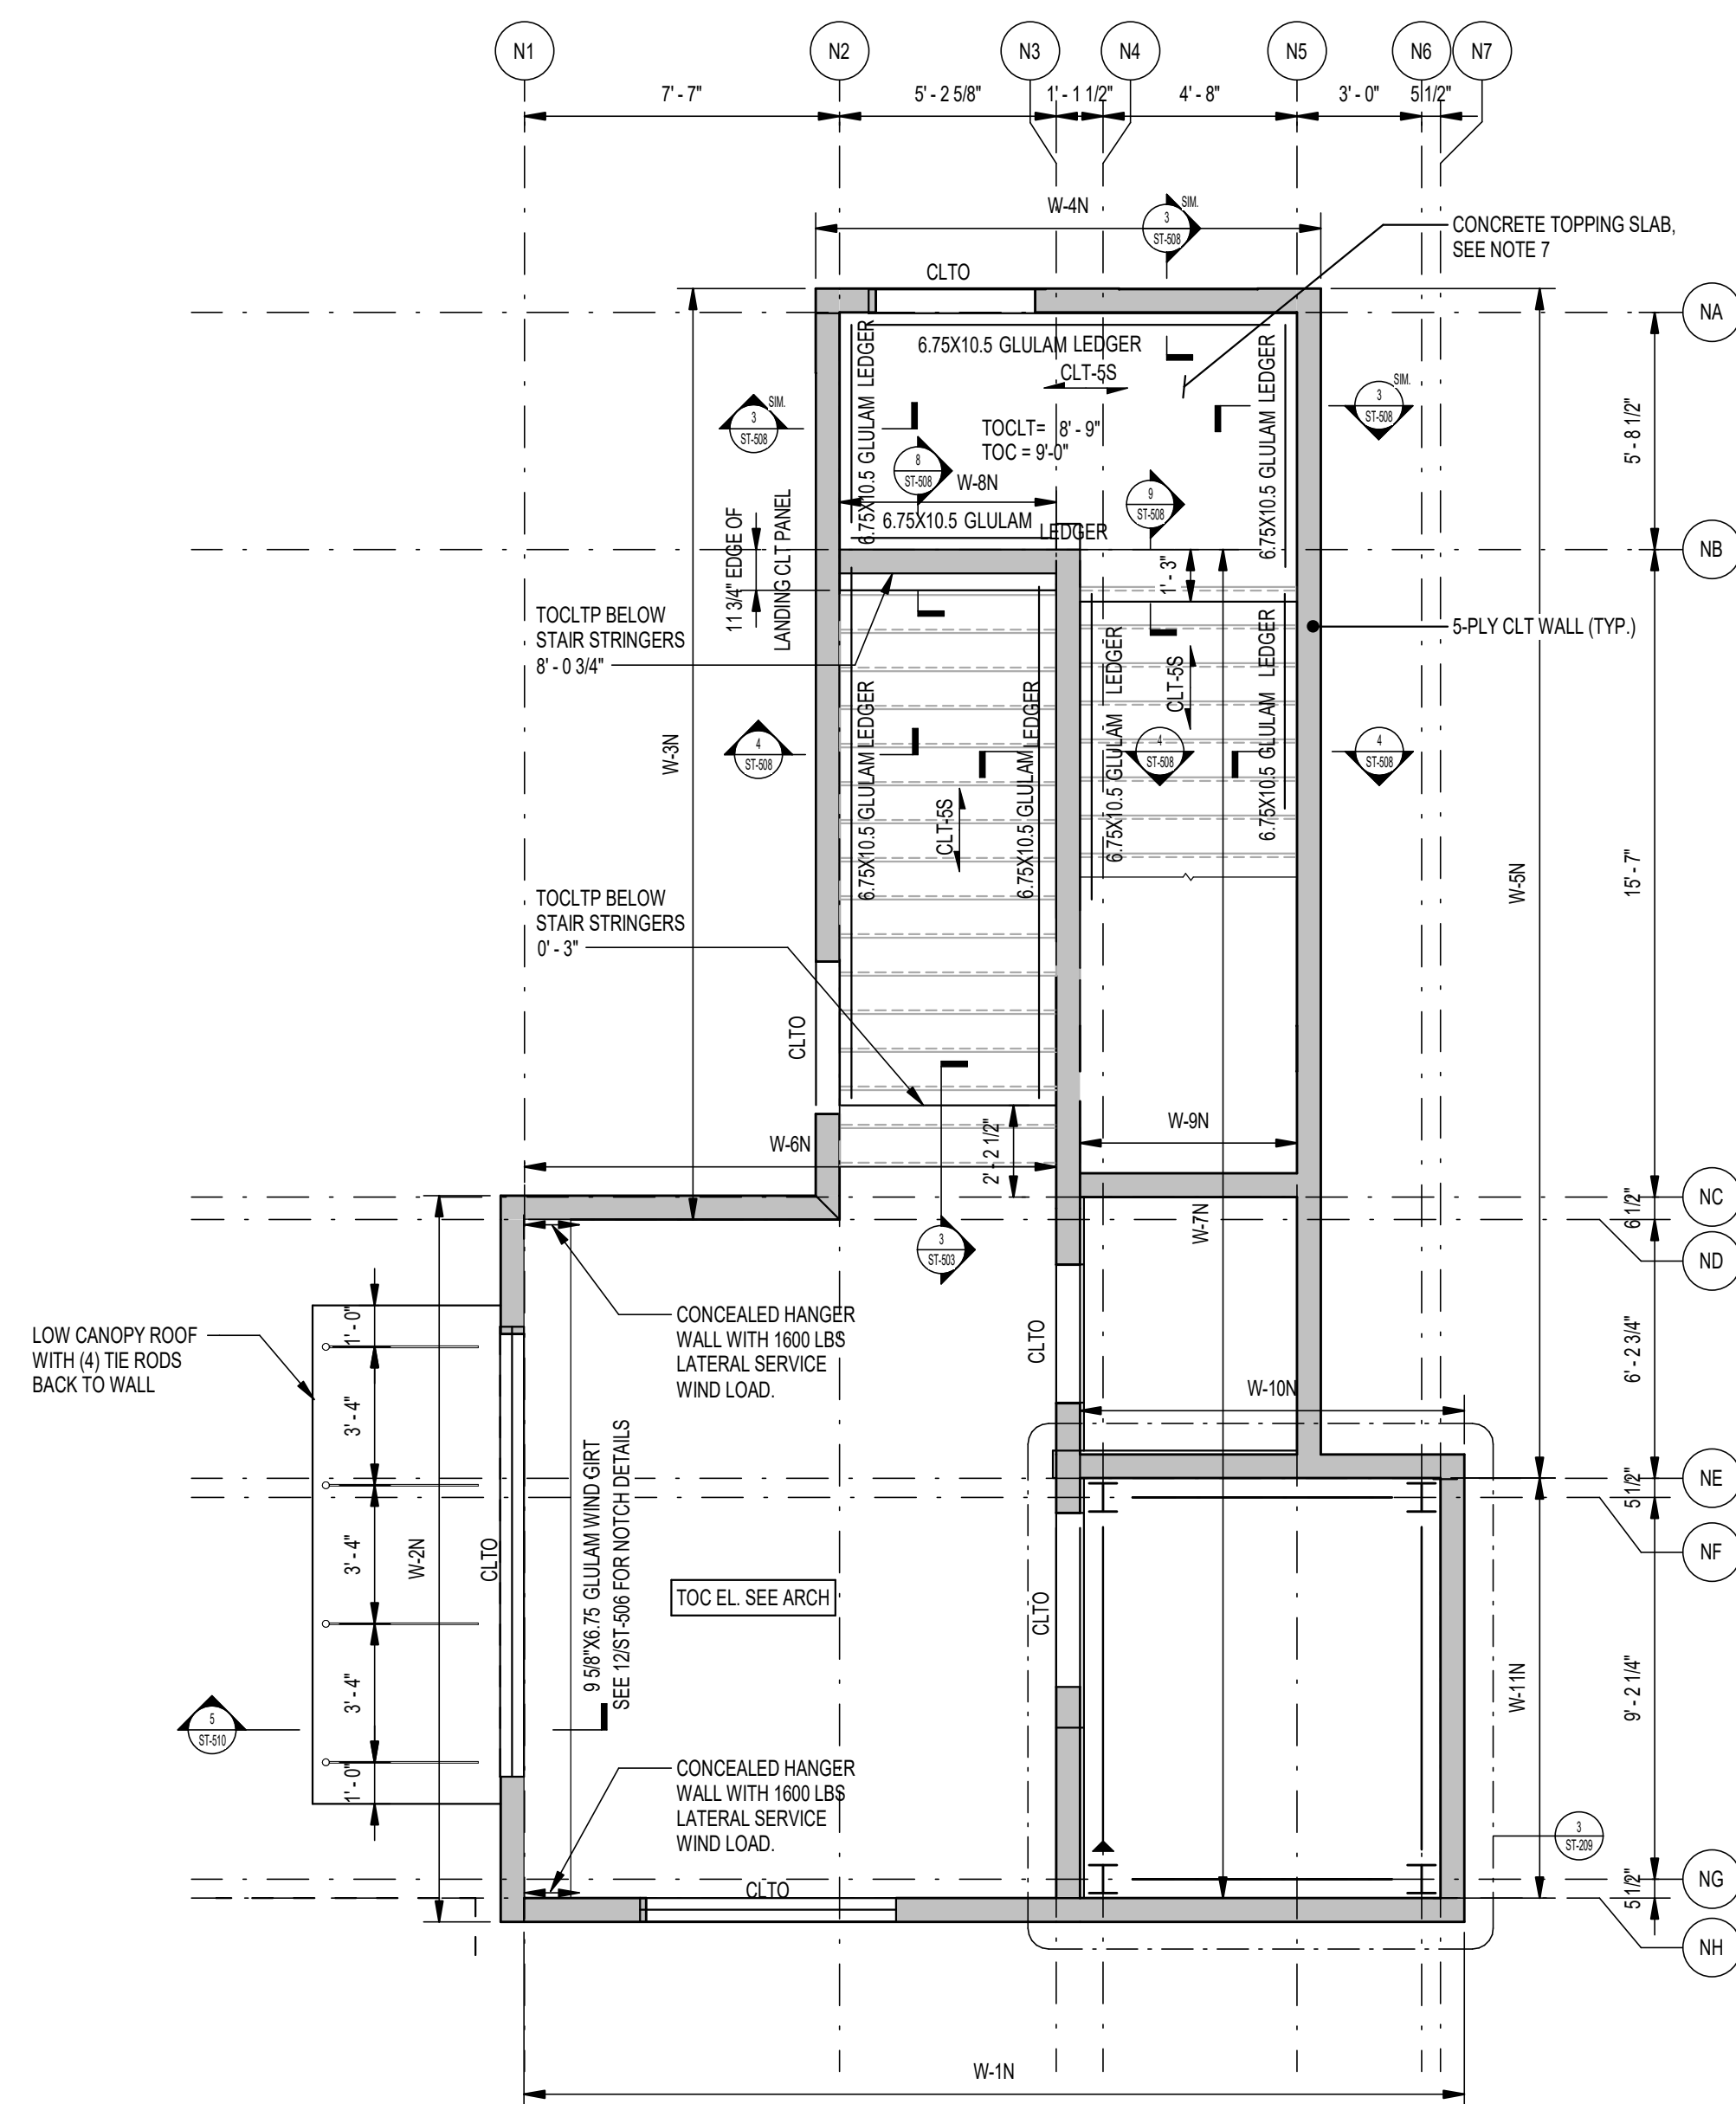 N1 N2 N3 N4 N5 N6 N7
7' - 7" 5' - 2 5/8" 1' - 1 1/2" 4' - 8" 3' - 0" 5 1/2"
W-4N
3
ST-508
SIM.
CONCRETE TOPPING SLAB,
SEE NOTE 7
CLTO
NA
6.75X10.5 GLULAM LEDGER
6.75X10.5 GLULAM LEDGER
6.75X10.5 GLULAM LEDGER
CLT-5S
3
ST-508
SIM.
3
ST-508
SIM.
5' - 8 1/2"
TOCLT= 8' - 9"
TOC = 9'-0"
8
ST-508
W-8N
9
ST-508
6.75X10.5 GLULAM
LEDGER
NB
11 3/4" EDGE OF
LANDING CLT PANEL
1' - 3"
TOCLTP BELOW
STAIR STRINGERS
8' - 0 3/4"
5-PLY CLT WALL (TYP.)
W-3N
4
ST-508
6.75X10.5 GLULAM LEDGER
CLT-5S
6.75X10.5 GLULAM LEDGER
6.75X10.5 GLULAM LEDGER
CLT-5S
4
ST-508
6.75X10.5 GLULAM LEDGER
4
ST-508
W-5N
15' - 7"
TOCLTP BELOW
STAIR STRINGERS
0' - 3"
CLTO
W-6N
2' - 2 1/2"
W-9N
NC
6 1/2"
ND
W-7N
3
ST-503
CONCEALED HANGER
WALL WITH 1600 LBS
LATERAL SERVICE
WIND LOAD.
CLTO
6' - 2 3/4"
LOW CANOPY ROOF
WITH (4) TIE RODS
BACK TO WALL
1' - 0"
3' - 4"
3' - 4"
3' - 4"
1' - 0"
W-10N
W-2N
CLTO
9 5/8"X6.75 GLULAM WIND GIRT
SEE 12/ST-506 FOR NOTCH DETAILS
NE
5 1/2"
NF
TOC EL. SEE ARCH
CLTO
W-11N
9' - 2 1/4"
5
ST-510
CONCEALED HANGER
WALL WITH 1600 LBS
LATERAL SERVICE
WIND LOAD.
3
ST-209
CLTO
NG
5 1/2"
NH
W-1N